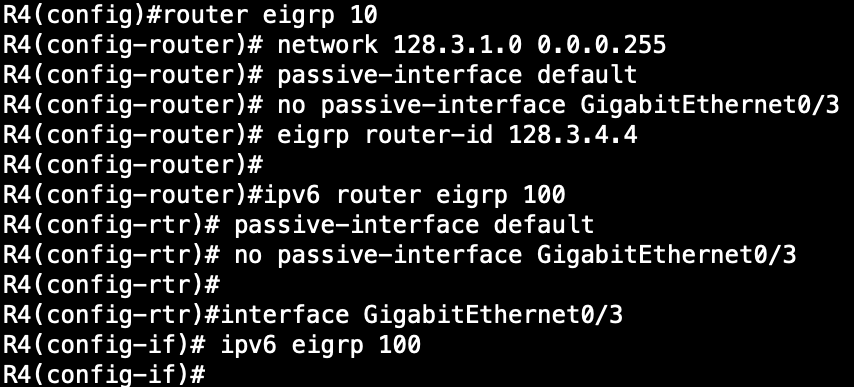 R4(config)#router eigrp 10
R4(config-router)# network 128.3.1.0 0.0.0.255
R4(config-router)# passive-interface default
R4(config-router)# no passive-interface GigabitEthernet0/3
R4(config-router)# eigrp router-id 128.3.4.4
R4(config-router)#
R4(config-router)#ipv6 router eigrp 100
R4(config-rtr)# passive-interface default
R4(config-rtr)# no passive-interface GigabitEthernet0/3
R4(config-rtr)#
R4(config-rtr)#interface GigabitEthernet0/3
R4(config-if)# ipv6 eigrp 100
R4(config-if)#